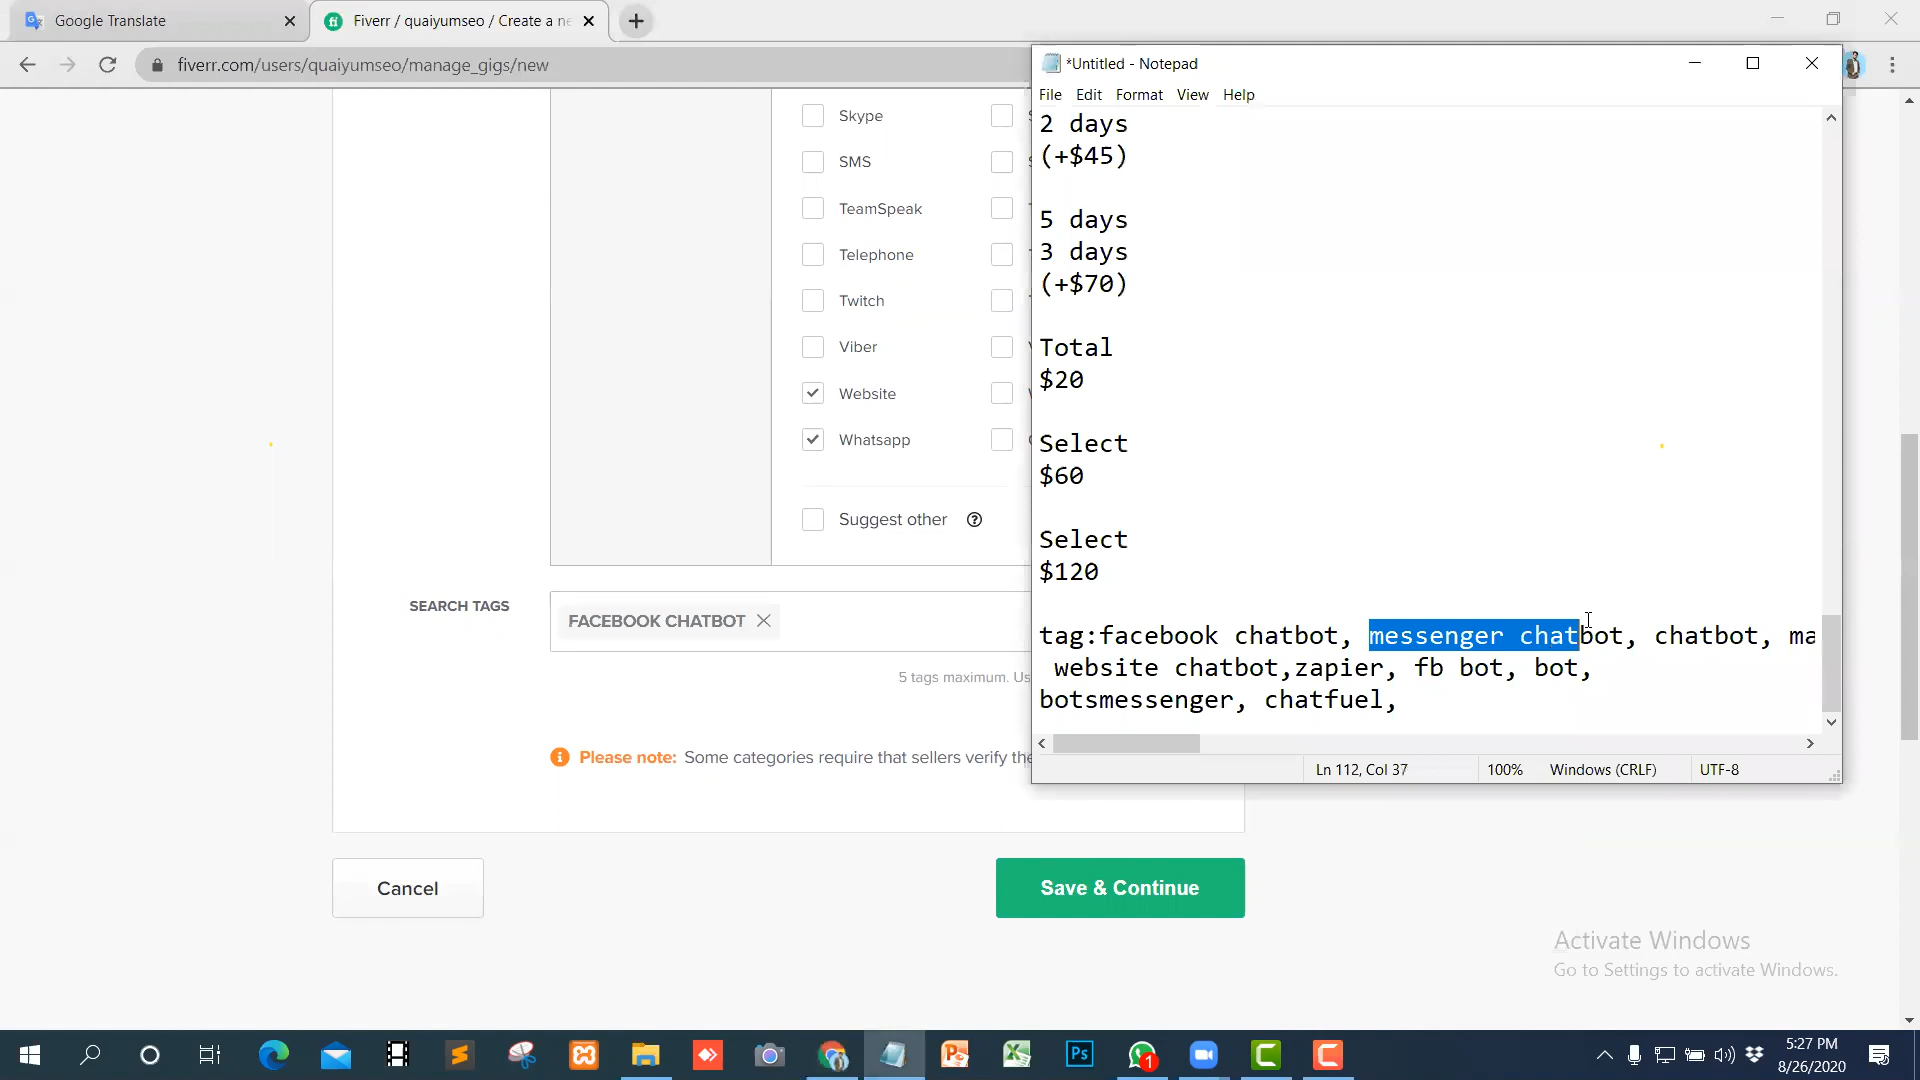 Google Translate
Fiverr / quaiyumseo / Create a ne
fiverr.com/users/quaiyumseo/manage_gigs/new
*Untitled - Notepad
File Edit Format View Help
Skype
SMS
TeamSpeak
Telephone
Twitch
Viber
Website
Whatsapp
Suggest other
SEARCH TAGS
FACEBOOK CHATBOT
5 tags maximum. Us
Please note: Some categories require that sellers verify the
Cancel
Save & Continue
2 days
(+$45)
5 days
3 days
(+$70)
Total
$20
Select
$60
Select
$120
tag:facebook chatbot, messenger chatbot, chatbot, ma
website chatbot,zapier, fb bot, bot,
botsmessenger, chatfuel,
Ln 112, Col 37
100%
Windows (CRLF)
UTF-8
Activate Windows
Go to Settings to activate Windows.
Ps
1
5:27 PM
8/26/2020